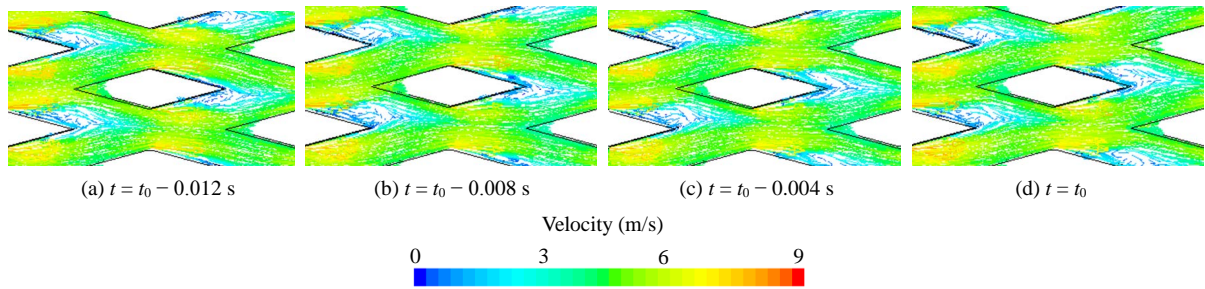 (a) t = t₀ − 0.012 s
(b) t = t₀ − 0.008 s
(c) t = t₀ − 0.004 s
(d) t = t₀
Velocity (m/s)
0 3 6 9